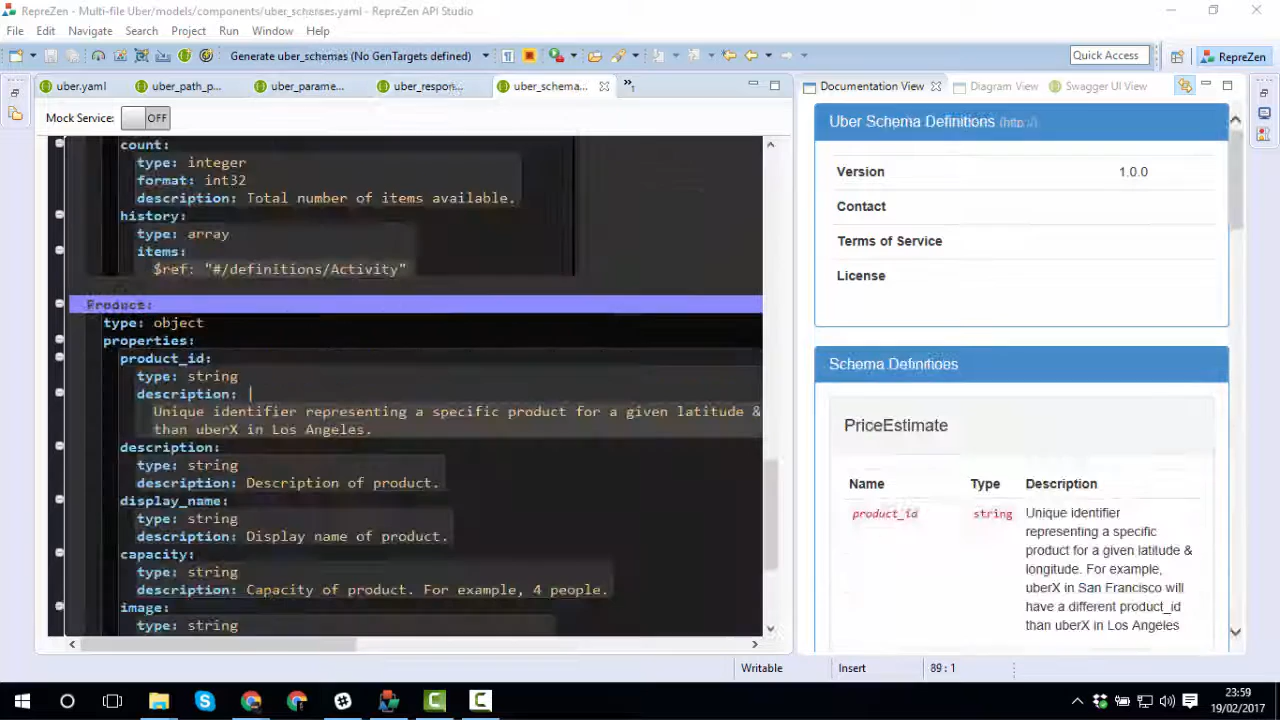 RepreZen - Multi-file Uber/models/components/uber_schemses.yaml - RepreZen API Studio
File Edit Navigate Search Project Run Window Help
Generate uber_schemas (No GenTargets defined)
Quick Access
RepreZen
uber.yaml
uber_path_p...
uber_parame...
uber_respon...
uber_schema...
1
Documentation View
Diagram View
Swagger UI View
Mock Service:
OFF
count:
type: integer
format: int32
description: Total number of items available.
history:
type: array
items:
$ref: "#/definitions/Activity"
Product:
type: object
properties:
product_id:
type: string
description: |
Unique identifier representing a specific product for a given latitude &
than uberX in Los Angeles.
description:
type: string
description: Description of product.
display_name:
type: string
description: Display name of product.
capacity:
type: string
description: Capacity of product. For example, 4 people.
image:
type: string
Uber Schema Definitions
Version 1.0.0
Contact
Terms of Service
License
Schema Definitions
PriceEstimate
Name Type Description
product_id string Unique identifier
representing a specific
product for a given latitude &
longitude. For example,
uberX in San Francisco will
have a different product_id
than uberX in Los Angeles
Writable
Insert
89 : 1
23:59
19/02/2017